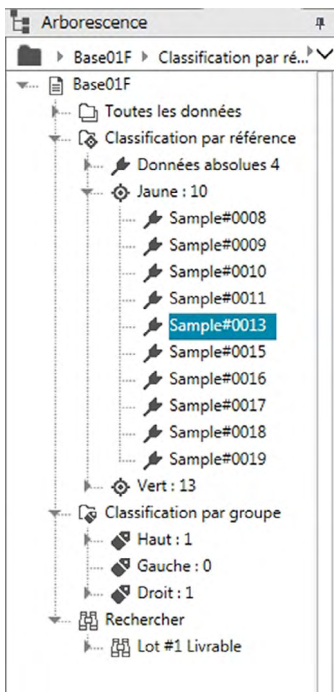 Arborescence
Base01F Classification par ré...
Base01F
Toutes les données
Classification par référence
Données absolues 4
Jaune : 10
Sample#0008
Sample#0009
Sample#0010
Sample#0011
Sample#0013
Sample#0015
Sample#0016
Sample#0017
Sample#0018
Sample#0019
Vert : 13
Classification par groupe
Haut : 1
Gauche : 0
Droit : 1
Rechercher
Lot #1 Livrable